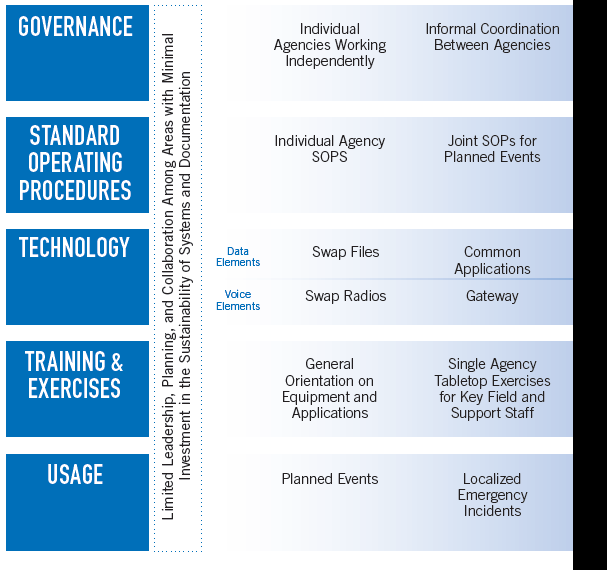 GOVERNANCE
Individual
Agencies Working
Independently
Informal Coordination
Between Agencies
Limited Leadership, Planning, and Collaboration Among Areas with Minimal
Investment in the Sustainability of Systems and Documentation
STANDARD
OPERATING
PROCEDURES
Individual Agency
SOPS
Joint SOPs for
Planned Events
TECHNOLOGY
Data
Elements
Swap Files
Common
Applications
Voice
Elements
Swap Radios
Gateway
TRAINING &
EXERCISES
General
Orientation on
Equipment and
Applications
Single Agency
Tabletop Exercises
for Key Field and
Support Staff
USAGE
Planned Events
Localized
Emergency
Incidents